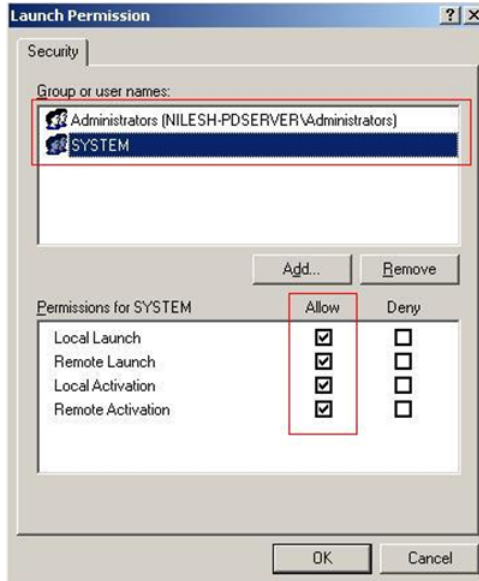 Launch Permission
Security
Group or user names:
Administrators (NILESH-PDSERVER\Administrators)
SYSTEM
Add...
Remove
Permissions for SYSTEM
Allow
Deny
Local Launch
Remote Launch
Local Activation
Remote Activation
OK
Cancel